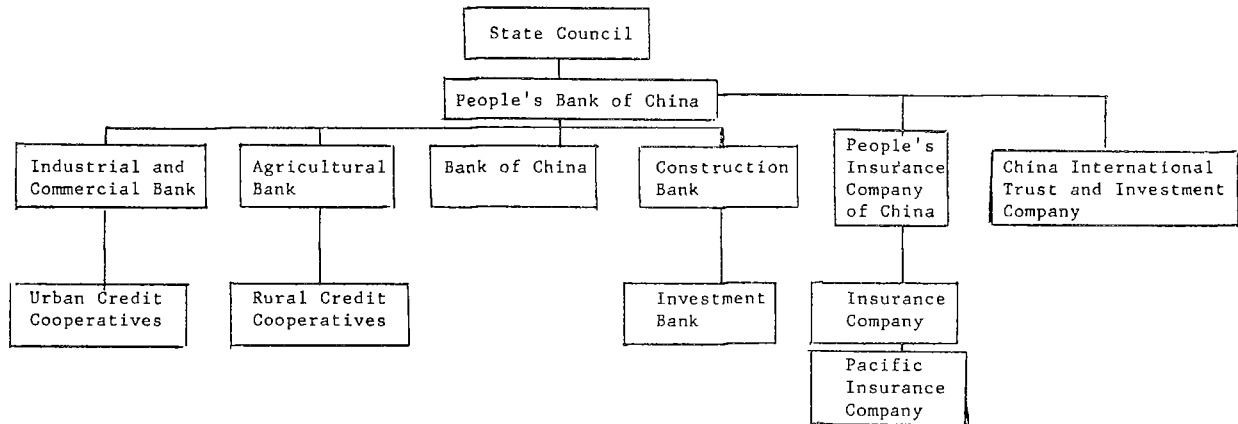 State Council
People's Bank of China
Industrial and
Commercial Bank
Agricultural
Bank
Bank of China
Construction
Bank
People's
Insurance
Company
of China
China International
Trust and Investment
Company
Urban Credit
Cooperatives
Rural Credit
Cooperatives
Investment
Bank
Insurance
Company
Pacific
Insurance
Company